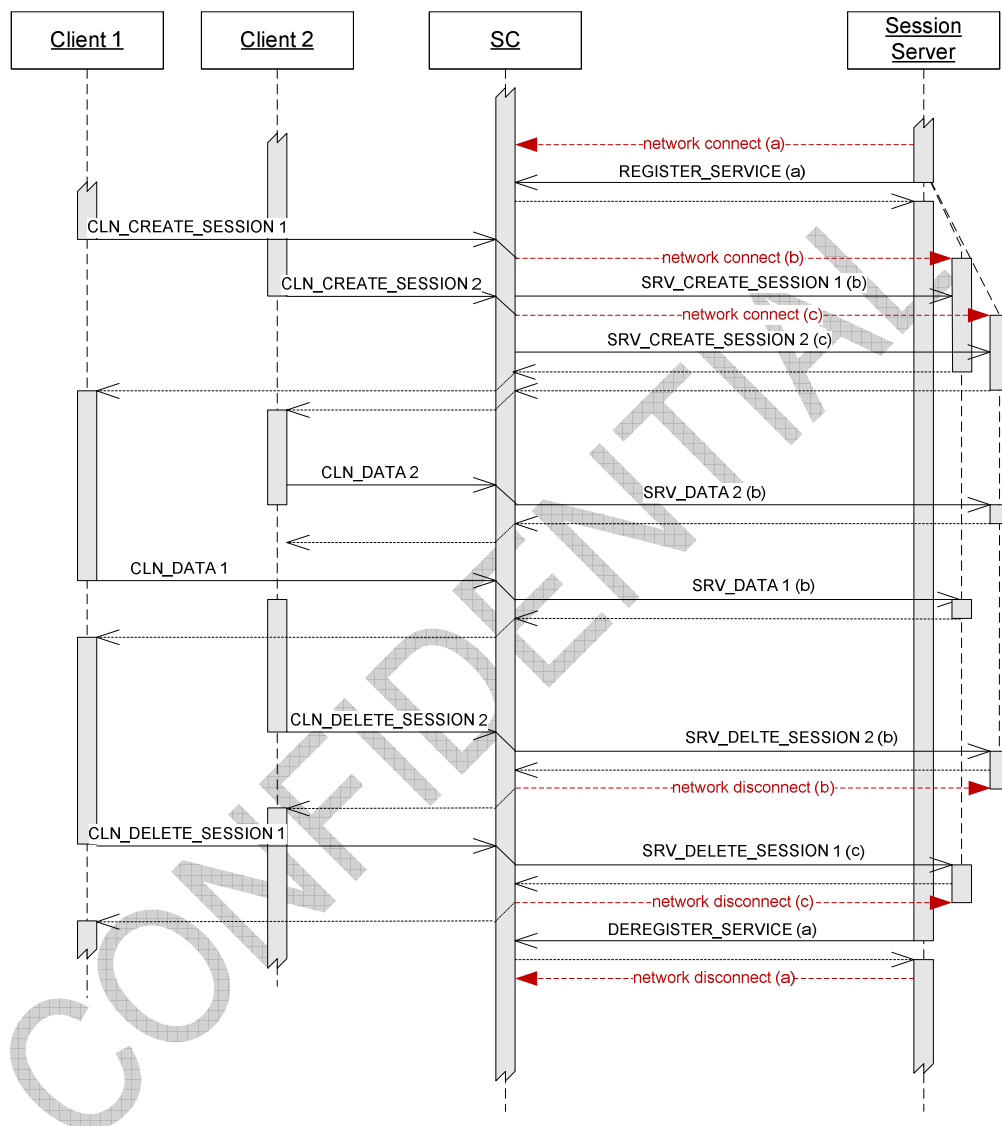 Client 1
Client 2
SC
Session
Server
network connect (a)
REGISTER_SERVICE (a)
CLN_CREATE_SESSION 1
network connect (b)
CLN_CREATE_SESSION 2
SRV_CREATE_SESSION 1 (b)
network connect (c)
SRV_CREATE_SESSION 2 (c)
CLN_DATA 2
SRV_DATA 2 (b)
CLN_DATA 1
SRV_DATA 1 (b)
CLN_DELETE_SESSION 2
SRV_DELTE_SESSION 2 (b)
network disconnect (b)
CLN_DELETE_SESSION 1
SRV_DELETE_SESSION 1 (c)
network disconnect (c)
DEREGISTER_SERVICE (a)
network disconnect (a)
CONFIDENTIAL